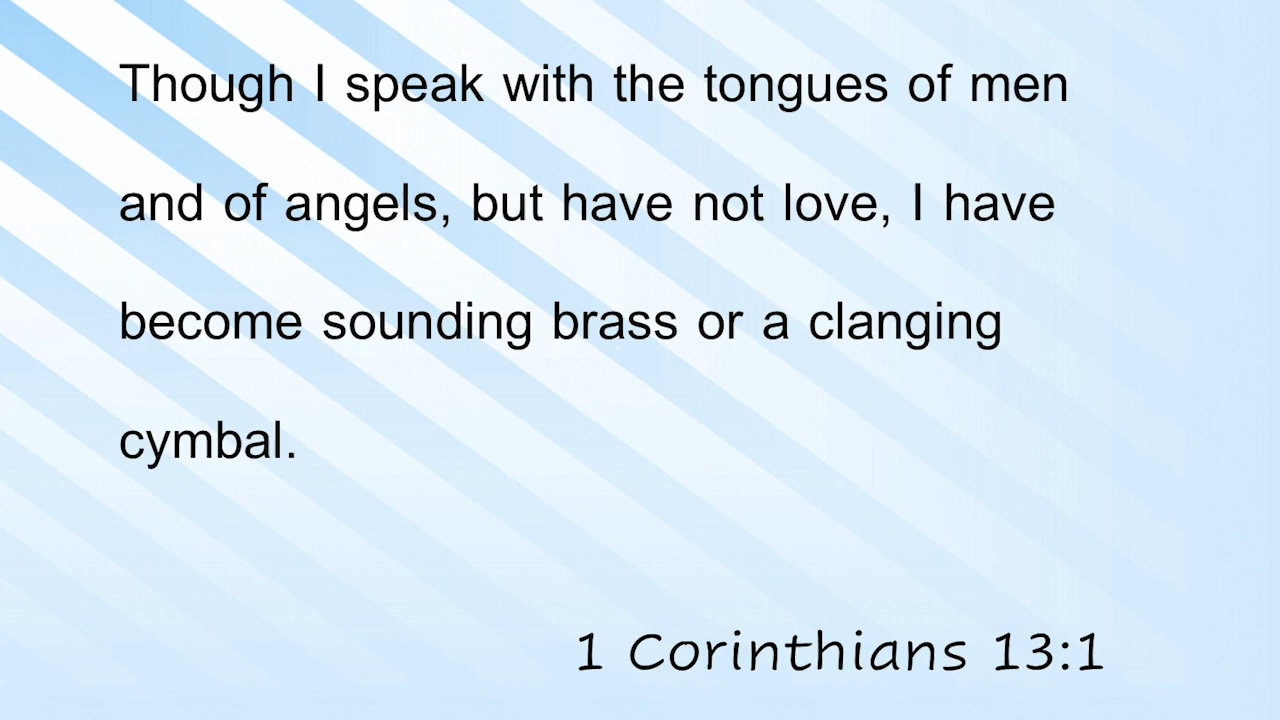 Though I speak with the tongues of men
and of angels, but have not love, I have
become sounding brass or a clanging
cymbal.
1 Corinthians 13:1